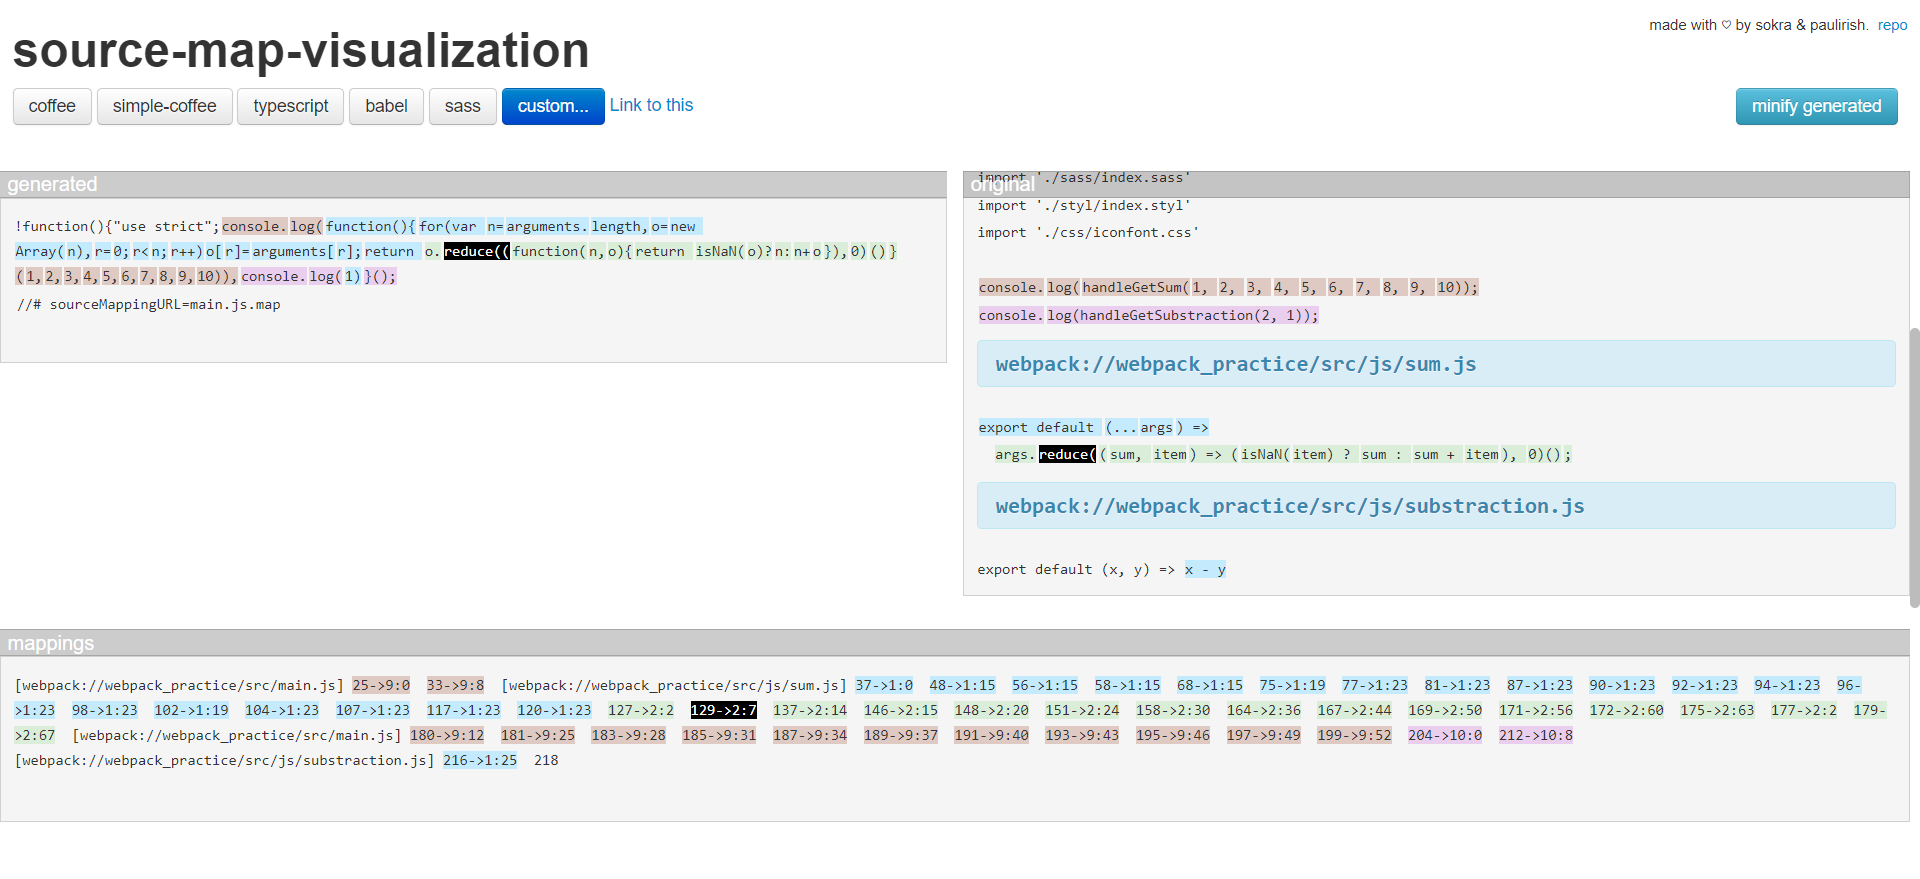 made with ♡ by sokra & paulirish. repo
source-map-visualization
coffee simple-coffee typescript babel sass custom... Link to this minify generated
generated
!function(){"use strict";console.log(function(){for(var n=arguments.length,o=new
Array(n),r=0;r<n;r++)o[r]=arguments[r];return o.reduce((function(n,o){return isNaN(o)?n:n+o}),0)()}
(1,2,3,4,5,6,7,8,9,10)),console.log(1)}();
//# sourceMappingURL=main.js.map
original
import './sass/index.sass'
import './styl/index.styl'
import './css/iconfont.css'
console.log(handleGetSum(1, 2, 3, 4, 5, 6, 7, 8, 9, 10));
console.log(handleGetSubstraction(2, 1));
webpack://webpack_practice/src/js/sum.js
export default (...args) =>
args.reduce((sum, item) => (isNaN(item) ? sum : sum + item), 0)();
webpack://webpack_practice/src/js/substraction.js
export default (x, y) => x - y
mappings
[webpack://webpack_practice/src/main.js] 25->9:0 33->9:8 [webpack://webpack_practice/src/js/sum.js] 37->1:0 48->1:15 56->1:15 58->1:15 68->1:15 75->1:19 77->1:23 81->1:23 87->1:23 90->1:23 92->1:23 94->1:23 96-
>1:23 98->1:23 102->1:19 104->1:23 107->1:23 117->1:23 120->1:23 127->2:2 129->2:7 137->2:14 146->2:15 148->2:20 151->2:24 158->2:30 164->2:36 167->2:44 169->2:50 171->2:56 172->2:60 175->2:63 177->2:2 179-
>2:67 [webpack://webpack_practice/src/main.js] 180->9:12 181->9:25 183->9:28 185->9:31 187->9:34 189->9:37 191->9:40 193->9:43 195->9:46 197->9:49 199->9:52 204->10:0 212->10:8
[webpack://webpack_practice/src/js/substraction.js] 216->1:25 218